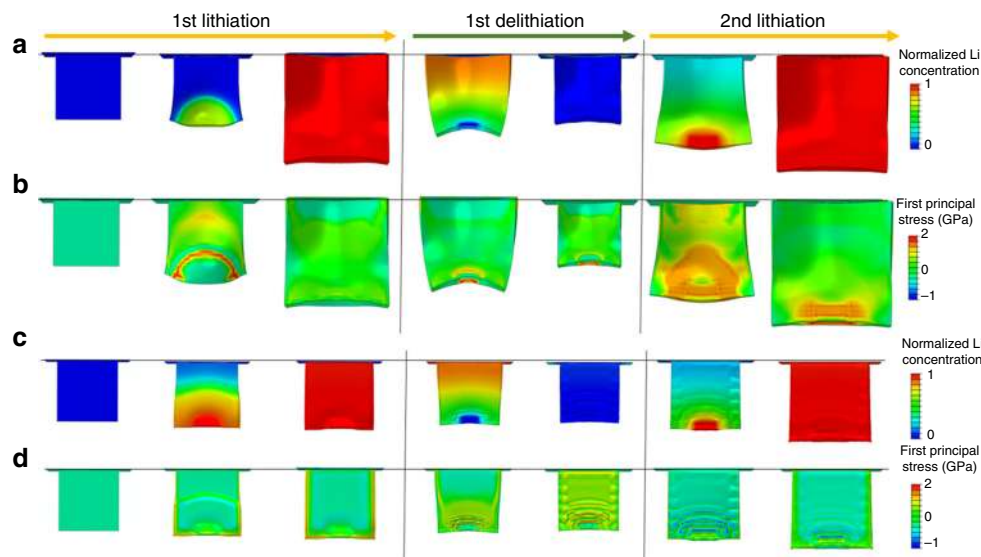 1st lithiation
1st delithiation
2nd lithiation
a
Normalized Li
concentration
1
0
b
First principal
stress (GPa)
2
0
−1
c
Normalized L
concentration
1
0
d
First principal
stress (GPa)
2
0
−1